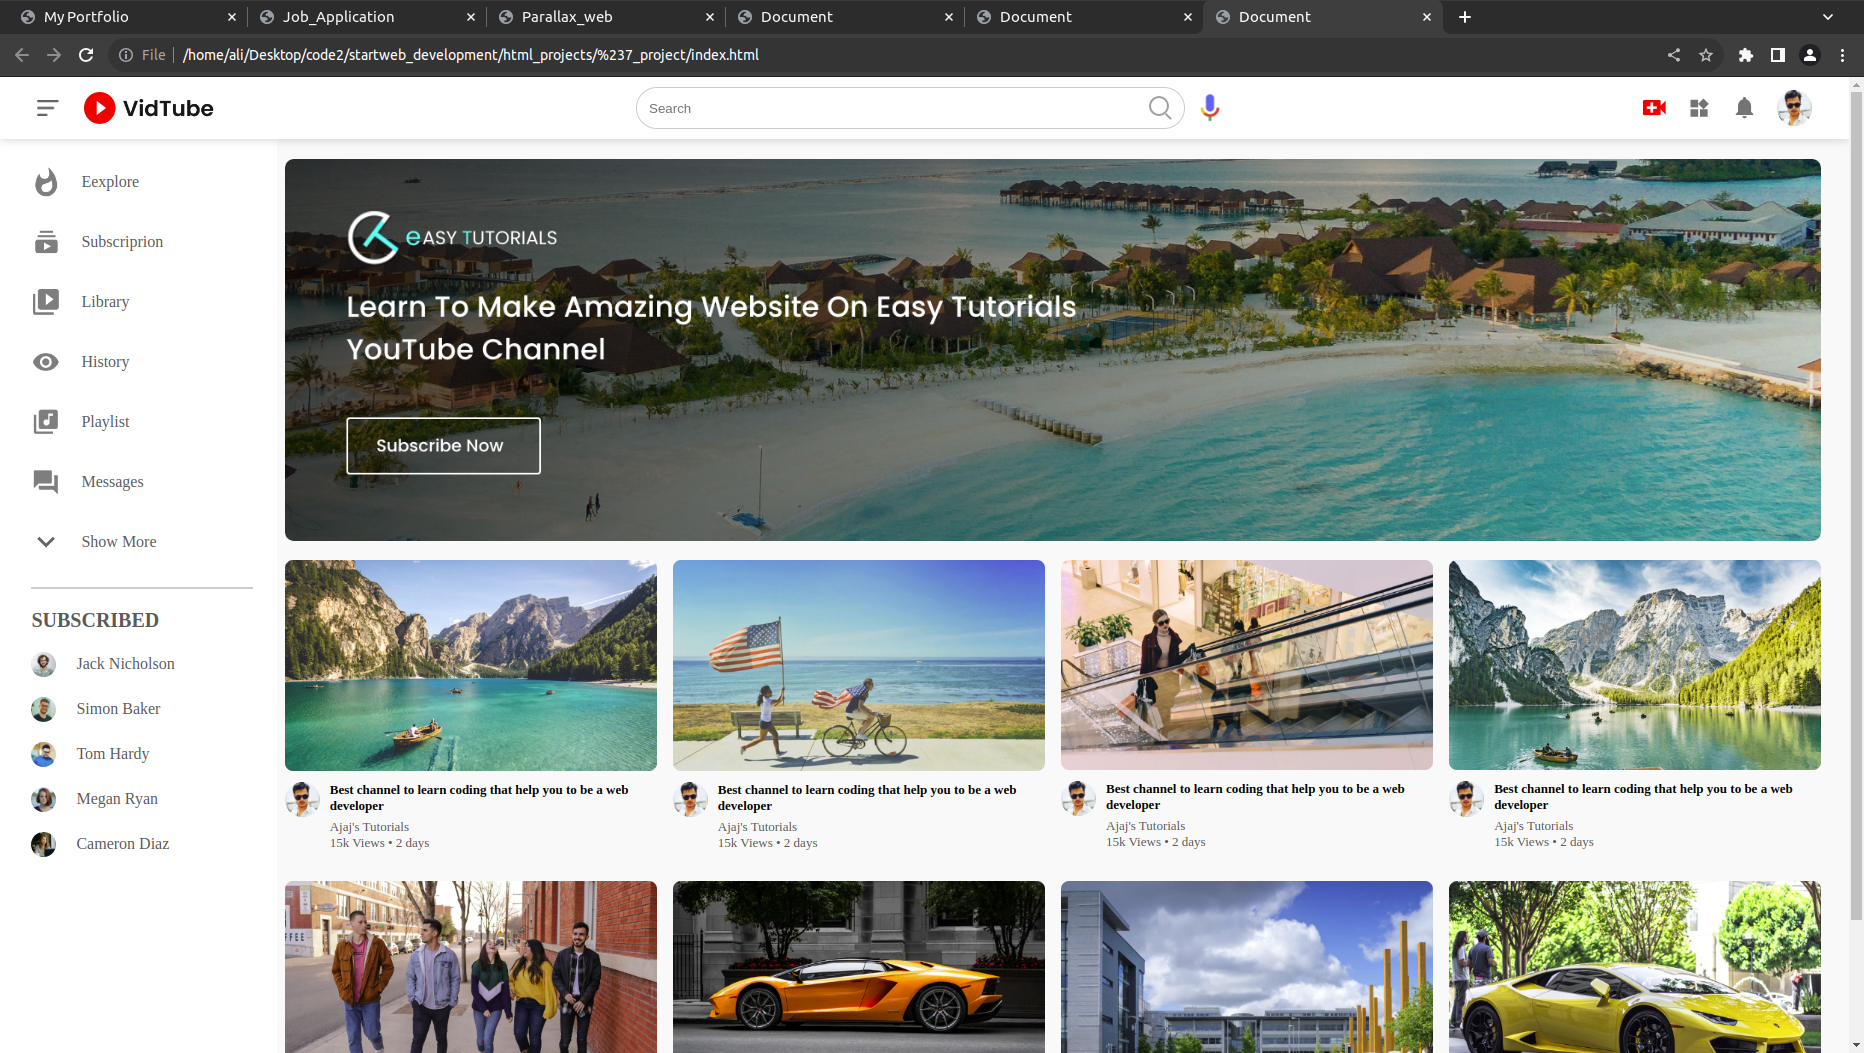 My Portfolio
Job_Application
Parallax_web
Document
Document
Document
File
/home/ali/Desktop/code2/startweb_development/html_projects/%237_project/index.html
VidTube
Search
Eexplore
Subscriprion
Library
History
Playlist
Messages
Show More
SUBSCRIBED
Jack Nicholson
Simon Baker
Tom Hardy
Megan Ryan
Cameron Diaz
eASY TUTORIALS
Learn To Make Amazing Website On Easy Tutorials
YouTube Channel
Subscribe Now
Best channel to learn coding that help you to be a web
developer
Ajaj's Tutorials
15k Views • 2 days
Best channel to learn coding that help you to be a web
developer
Ajaj's Tutorials
15k Views • 2 days
Best channel to learn coding that help you to be a web
developer
Ajaj's Tutorials
15k Views • 2 days
Best channel to learn coding that help you to be a web
developer
Ajaj's Tutorials
15k Views • 2 days
FFEE